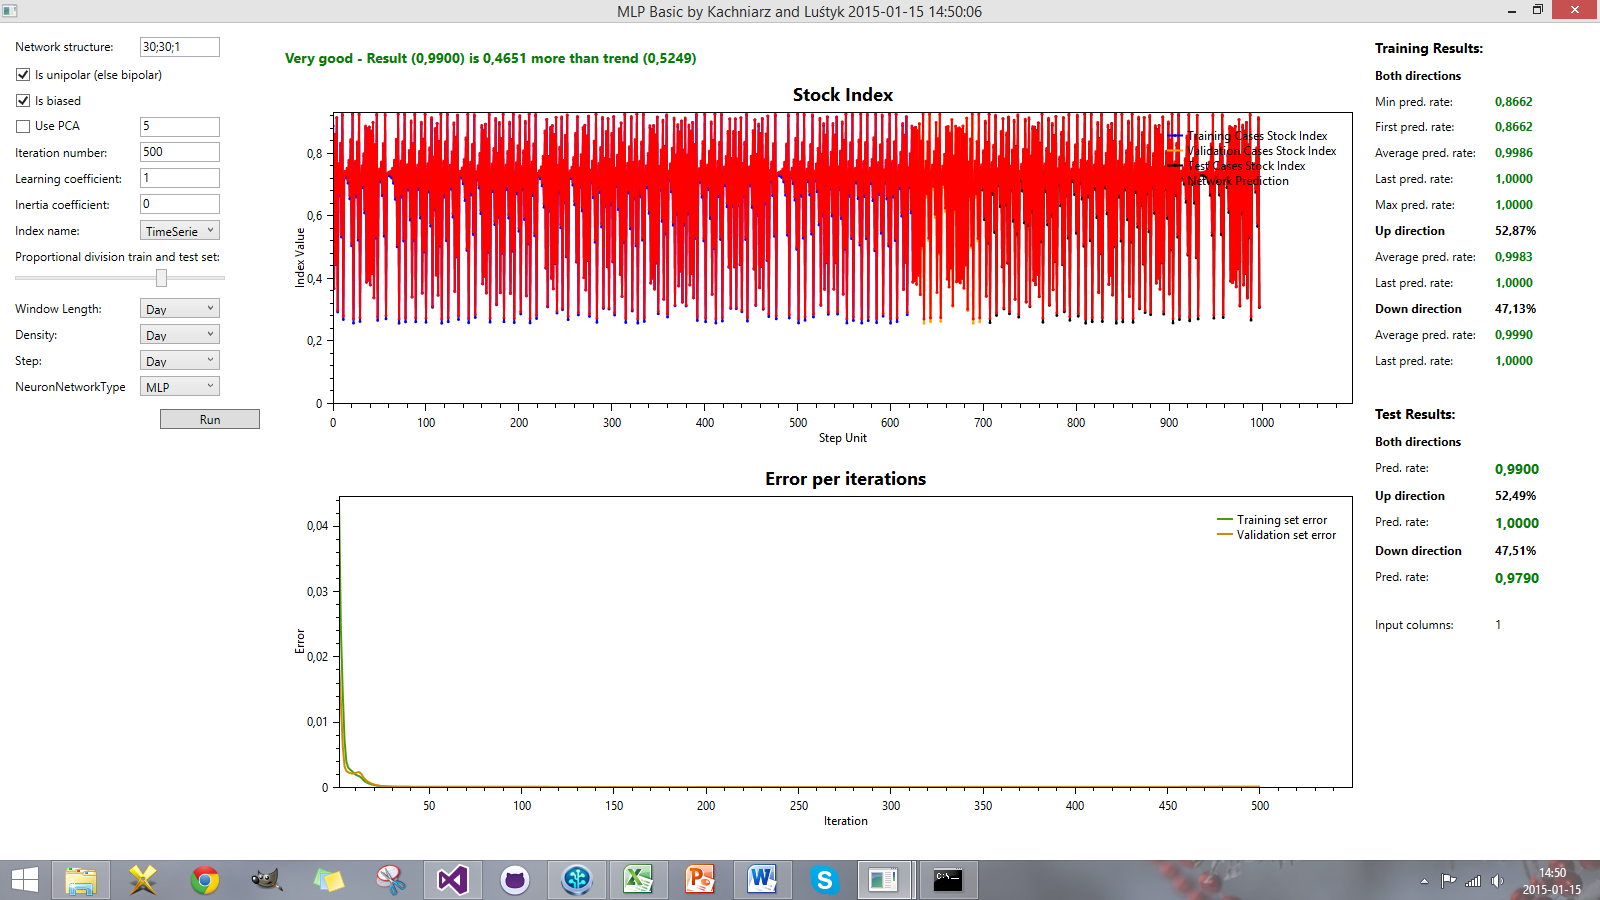 MLP Basic by Kachniarz and Luśtyk 2015-01-15 14:50:06
Network structure: 30;30;1
Is unipolar (else bipolar)
Is biased
Use PCA 5
Iteration number: 500
Learning coefficient: 1
Inertia coefficient: 0
Index name: TimeSerie
Proportional division train and test set:
Window Length: Day
Density: Day
Step: Day
NeuronNetworkType MLP
Run
Very good - Result (0,9900) is 0,4651 more than trend (0,5249)
Stock Index
Training Cases Stock Index
Validation Cases Stock Index
Test Cases Stock Index
Network Prediction
Index Value
0,8
0,6
0,4
0,2
0
0 100 200 300 400 500 600 700 800 900 1000
Step Unit
Error per iterations
Training set error
Validation set error
Error
0,04
0,03
0,02
0,01
0
50 100 150 200 250 300 350 400 450 500
Iteration
Training Results:
Both directions
Min pred. rate: 0,8662
First pred. rate: 0,8662
Average pred. rate: 0,9986
Last pred. rate: 1,0000
Max pred. rate: 1,0000
Up direction 52,87%
Average pred. rate: 0,9983
Last pred. rate: 1,0000
Down direction 47,13%
Average pred. rate: 0,9990
Last pred. rate: 1,0000
Test Results:
Both directions
Pred. rate: 0,9900
Up direction 52,49%
Pred. rate: 1,0000
Down direction 47,51%
Pred. rate: 0,9790
Input columns: 1
C:\_
14:50
2015-01-15